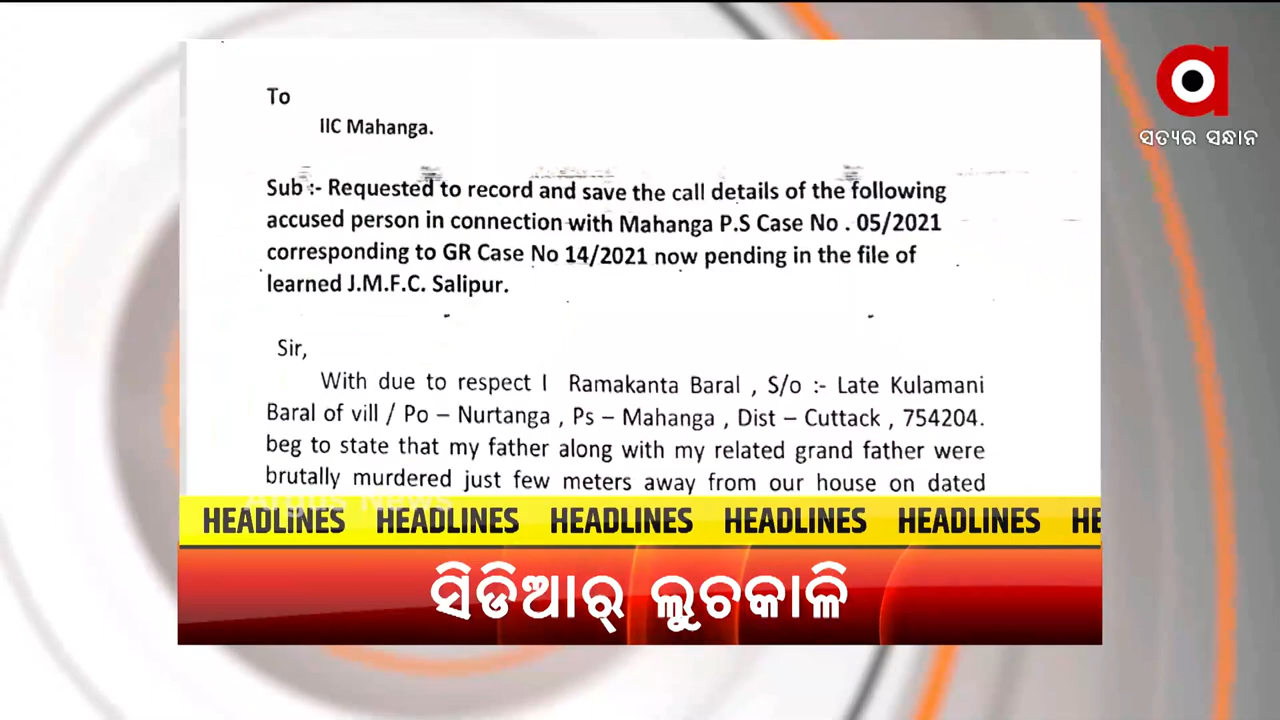 ସତ୍ୟର ସନ୍ଧାନ
To
IIC Mahanga.
Sub :- Requested to record and save the call details of the following
accused person in connection with Mahanga P.S Case No . 05/2021
corresponding to GR Case No 14/2021 now pending in the file of
learned J.M.F.C. Salipur.
Sir,
With due to respect I Ramakanta Baral , S/o :- Late Kulamani
Baral of vill / Po – Nurtanga , Ps – Mahanga , Dist – Cuttack , 754204.
beg to state that my father along with my related grand father were
brutally murdered just few meters away from our house on dated
Argus News
HEADLINES HEADLINES HEADLINES HEADLINES HEADLINES HE
ସିଡିଆର୍ ଲୁଚକାଳି